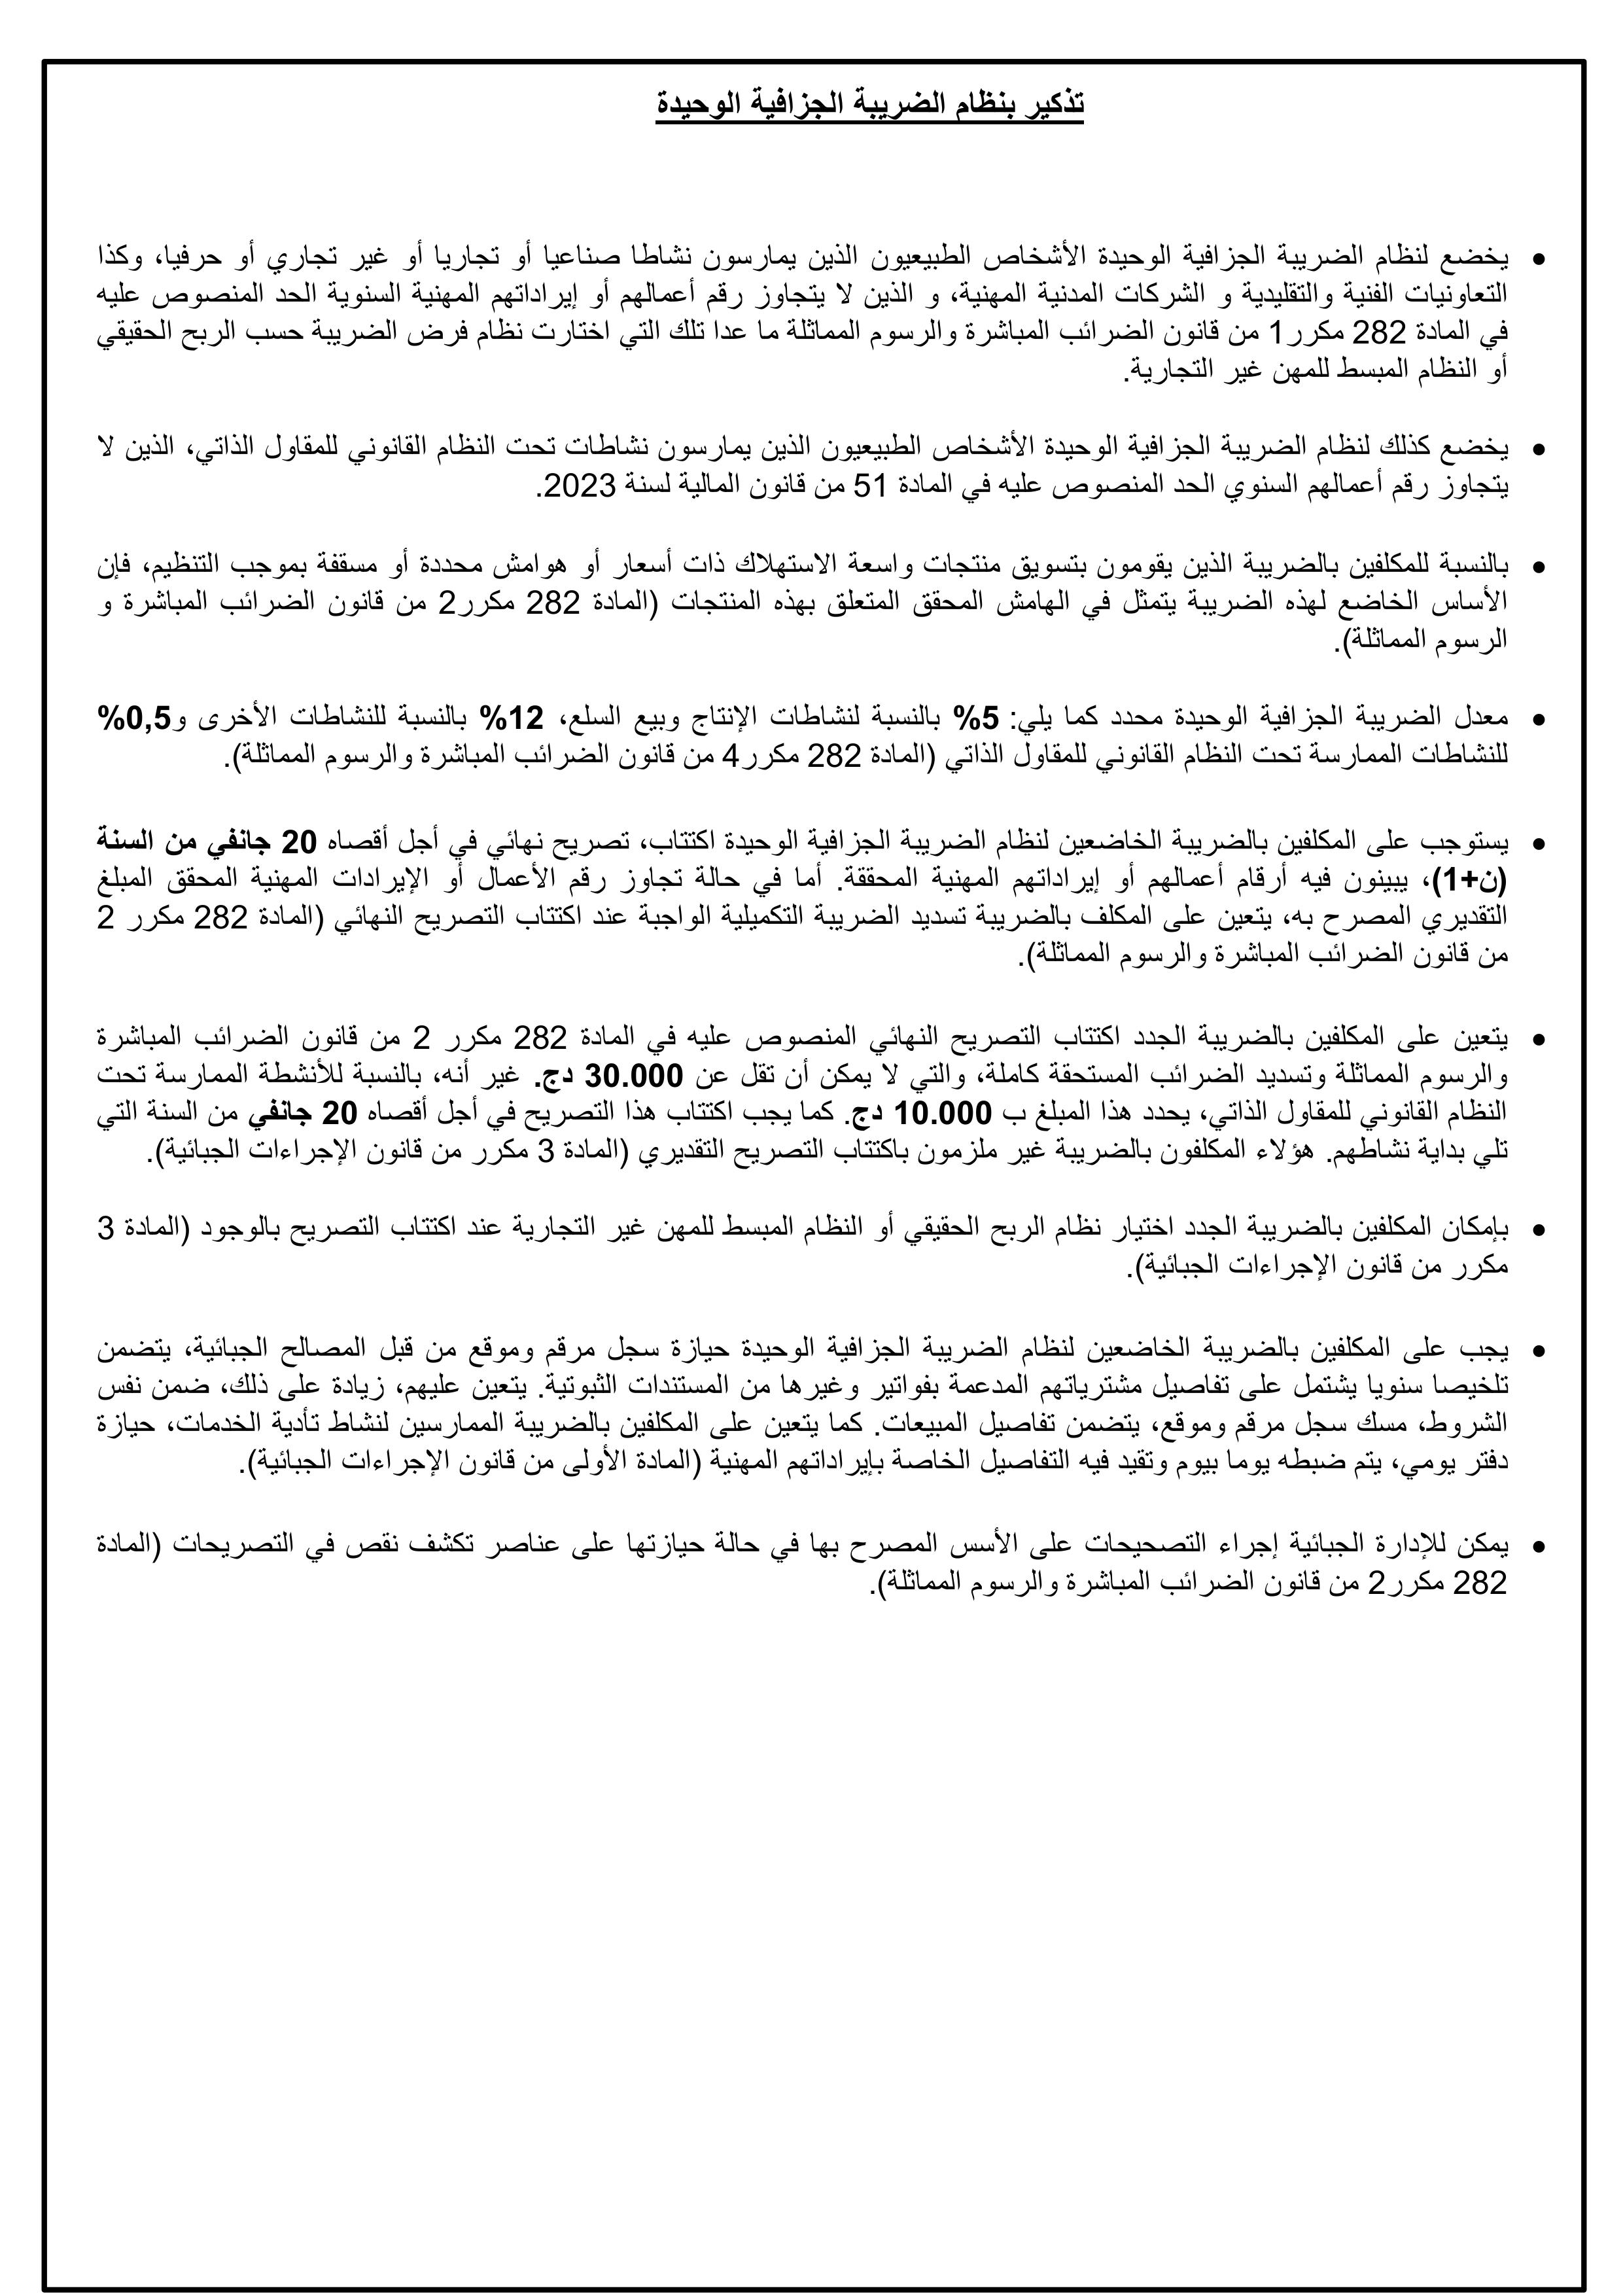 تذكير بنظام الضريبة الجزافية الوحيدة
• يخضع لنظام الضريبة الجزافية الوحيدة الأشخاص الطبيعيون الذين يمارسون نشاطا صناعيا أو تجاريا أو غير تجاري أو حرفيا، وكذا
التعاونيات الفنية والتقليدية و الشركات المدنية المهنية، و الذين لا يتجاوز رقم أعمالهم أو إيراداتهم المهنية السنوية الحد المنصوص عليه
في المادة 282 مكرر1 من قانون الضرائب المباشرة والرسوم المماثلة ما عدا تلك التي اختارت نظام فرض الضريبة حسب الربح الحقيقي
أو النظام المبسط للمهن غير التجارية.
• يخضع كذلك لنظام الضريبة الجزافية الوحيدة الأشخاص الطبيعيون الذين يمارسون نشاطات تحت النظام القانوني للمقاول الذاتي، الذين لا
يتجاوز رقم أعمالهم السنوي الحد المنصوص عليه في المادة 51 من قانون المالية لسنة 2023.
• بالنسبة للمكلفين بالضريبة الذين يقومون بتسويق منتجات واسعة الاستهلاك ذات أسعار أو هوامش محددة أو مسقفة بموجب التنظيم، فإن
الأساس الخاضع لهذه الضريبة يتمثل في الهامش المحقق المتعلق بهذه المنتجات (المادة 282 مكرر2 من قانون الضرائب المباشرة و
الرسوم المماثلة).
• معدل الضريبة الجزافية الوحيدة محدد كما يلي: 5% بالنسبة لنشاطات الإنتاج وبيع السلع، 12% بالنسبة للنشاطات الأخرى و0,5%
للنشاطات الممارسة تحت النظام القانوني للمقاول الذاتي (المادة 282 مكرر4 من قانون الضرائب المباشرة والرسوم المماثلة).
• يستوجب على المكلفين بالضريبة الخاضعين لنظام الضريبة الجزافية الوحيدة اكتتاب، تصريح نهائي في أجل أقصاه 20 جانفي من السنة
(ن+1)، يبينون فيه أرقام أعمالهم أو إيراداتهم المهنية المحققة. أما في حالة تجاوز رقم الأعمال أو الإيرادات المهنية المحقق المبلغ
التقديري المصرح به، يتعين على المكلف بالضريبة تسديد الضريبة التكميلية الواجبة عند اكتتاب التصريح النهائي (المادة 282 مكرر 2
من قانون الضرائب المباشرة والرسوم المماثلة).
• يتعين على المكلفين بالضريبة الجدد اكتتاب التصريح النهائي المنصوص عليه في المادة 282 مكرر 2 من قانون الضرائب المباشرة
والرسوم المماثلة وتسديد الضرائب المستحقة كاملة، والتي لا يمكن أن تقل عن 30.000 دج. غير أنه، بالنسبة للأنشطة الممارسة تحت
النظام القانوني للمقاول الذاتي، يحدد هذا المبلغ ب 10.000 دج. كما يجب اكتتاب هذا التصريح في أجل أقصاه 20 جانفي من السنة التي
تلي بداية نشاطهم. هؤلاء المكلفون بالضريبة غير ملزمون باكتتاب التصريح التقديري (المادة 3 مكرر من قانون الإجراءات الجبائية).
• بإمكان المكلفين بالضريبة الجدد اختيار نظام الربح الحقيقي أو النظام المبسط للمهن غير التجارية عند اكتتاب التصريح بالوجود (المادة 3
مكرر من قانون الإجراءات الجبائية).
• يجب على المكلفين بالضريبة الخاضعين لنظام الضريبة الجزافية الوحيدة حيازة سجل مرقم وموقع من قبل المصالح الجبائية، يتضمن
تلخيصا سنويا يشتمل على تفاصيل مشترياتهم المدعمة بفواتير وغيرها من المستندات الثبوتية. يتعين عليهم، زيادة على ذلك، ضمن نفس
الشروط، مسك سجل مرقم وموقع، يتضمن تفاصيل المبيعات. كما يتعين على المكلفين بالضريبة الممارسين لنشاط تأدية الخدمات، حيازة
دفتر يومي، يتم ضبطه يوما بيوم وتقيد فيه التفاصيل الخاصة بإيراداتهم المهنية (المادة الأولى من قانون الإجراءات الجبائية).
• يمكن للإدارة الجبائية إجراء التصحيحات على الأسس المصرح بها في حالة حيازتها على عناصر تكشف نقص في التصريحات (المادة
282 مكرر2 من قانون الضرائب المباشرة والرسوم المماثلة).